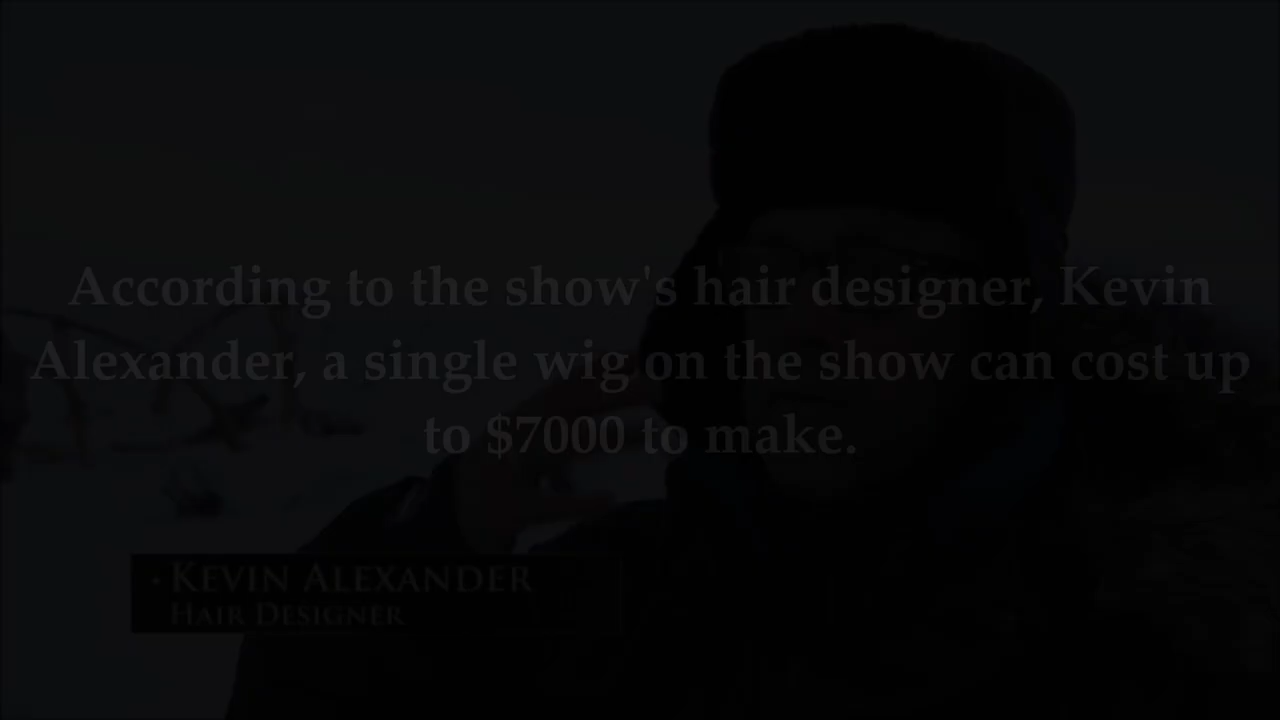 According to the show's hair designer, Kevin
Alexander, a single wig on the show can cost up
to $7000 to make.
· Kevin Alexander
Hair Designer